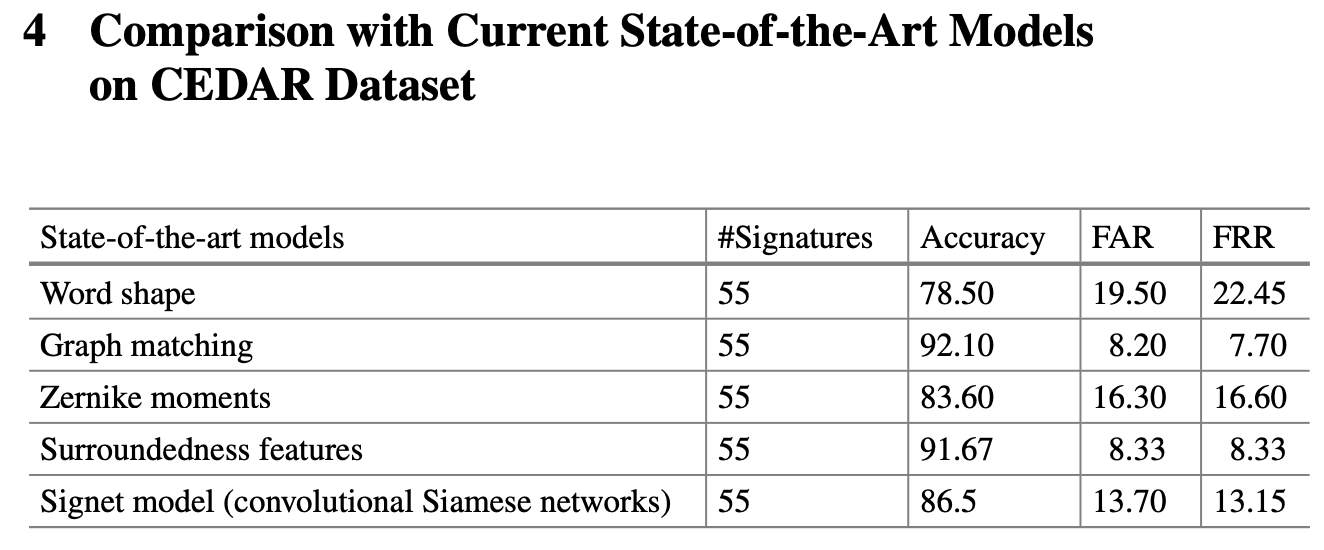 4 Comparison with Current State-of-the-Art Models
on CEDAR Dataset
State-of-the-art models #Signatures Accuracy FAR FRR
Word shape 55 78.50 19.50 22.45
Graph matching 55 92.10 8.20 7.70
Zernike moments 55 83.60 16.30 16.60
Surroundedness features 55 91.67 8.33 8.33
Signet model (convolutional Siamese networks) 55 86.5 13.70 13.15